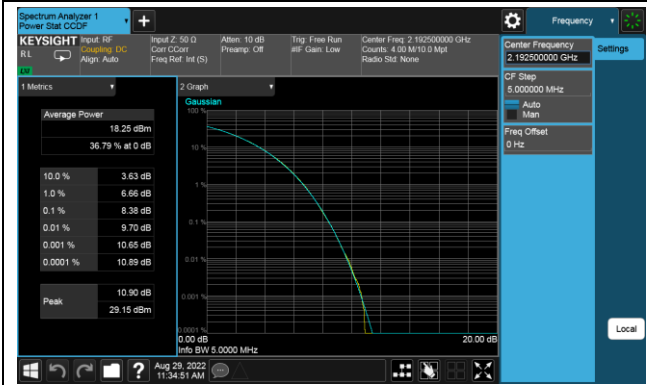 Spectrum Analyzer 1
Power Stat CCDF
Frequency
KEYSIGHT
RL
LW
Input: RF
Coupling: DC
Align: Auto
Input Z: 50 Ω
Corr CCorr
Freq Ref: Int (S)
Atten: 10 dB
Preamp: Off
Trig: Free Run
#IF Gain: Low
Center Freq: 2.192500000 GHz
Counts: 4.00 M/10.0 Mpt
Radio Std: None
Center Frequency
2.192500000 GHz
Settings
CF Step
5.000000 MHz
Auto
Man
Freq Offset
0 Hz
Local
1 Metrics
Average Power
18.25 dBm
36.79 % at 0 dB
10.0 % 3.63 dB
1.0 % 6.66 dB
0.1 % 8.38 dB
0.01 % 9.70 dB
0.001 % 10.65 dB
0.0001 % 10.89 dB
Peak
10.90 dB
29.15 dBm
2 Graph
Gaussian
100 %
10 %
1 %
0.1 %
0.01 %
0.001 %
0.0001 %
0.00 dB
20.00 dB
Info BW 5.0000 MHz
?
Aug 29, 2022
11:34:51 AM